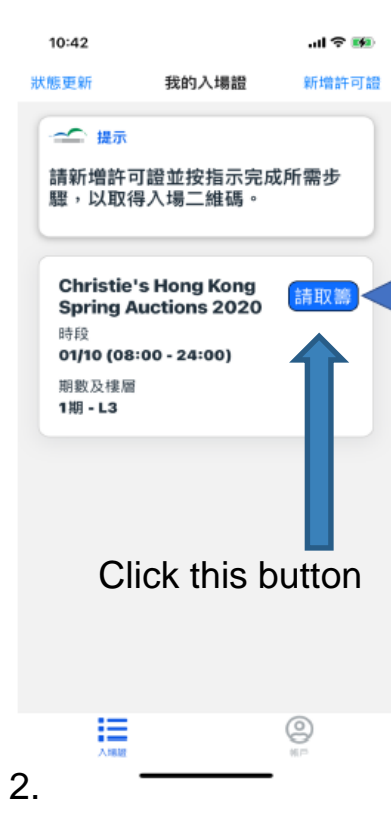 10:42
狀態更新 我的入場證 新增許可證
提示
請新增許可證並按指示完成所需步
驟，以取得入場二維碼。
Christie's Hong Kong
Spring Auctions 2020
請取籌
時段
01/10 (08:00 - 24:00)
期數及樓層
1期 - L3
Click this button
入場證 帳戶
2.